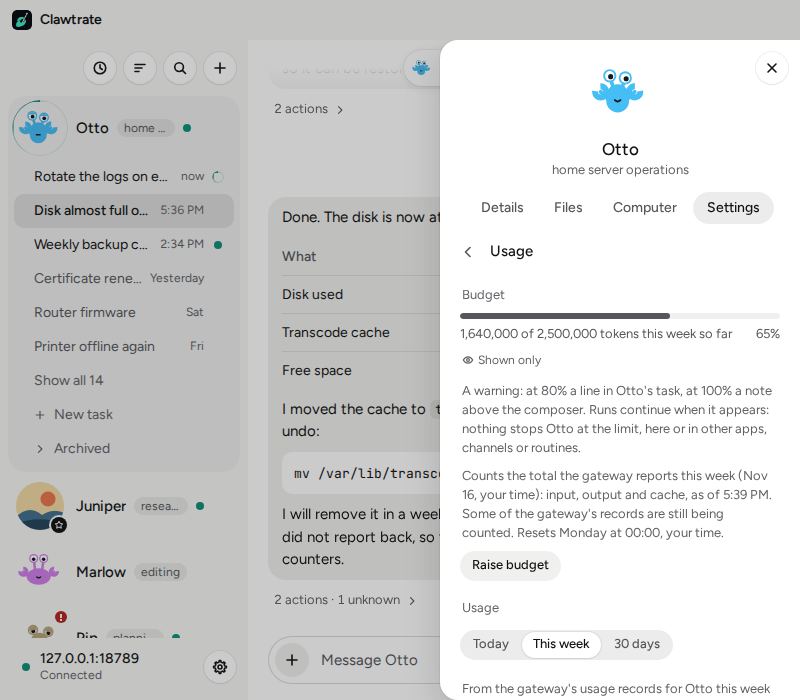 Clawtrate
Otto
home ...
Rotate the logs on e... now
Disk almost full o... 5:36 PM
Weekly backup c... 2:34 PM
Certificate rene... Yesterday
Router firmware Sat
Printer offline again Fri
Show all 14
New task
Archived
Juniper
resea...
Marlow
editing
Pip
planni...
127.0.0.1:18789
Connected
2 actions
Done. The disk is now at
What
Disk used
Transcode cache
Free space
I moved the cache to
undo:
mv /var/lib/transco
I will remove it in a week
did not report back, so
counters.
2 actions · 1 unknown
Message Otto
Otto
home server operations
Details
Files
Computer
Settings
Usage
Budget
1,640,000 of 2,500,000 tokens this week so far 65%
Shown only
A warning: at 80% a line in Otto's task, at 100% a note
above the composer. Runs continue when it appears:
nothing stops Otto at the limit, here or in other apps,
channels or routines.
Counts the total the gateway reports this week (Nov
16, your time): input, output and cache, as of 5:39 PM.
Some of the gateway's records are still being
counted. Resets Monday at 00:00, your time.
Raise budget
Usage
Today
This week
30 days
From the gateway's usage records for Otto this week